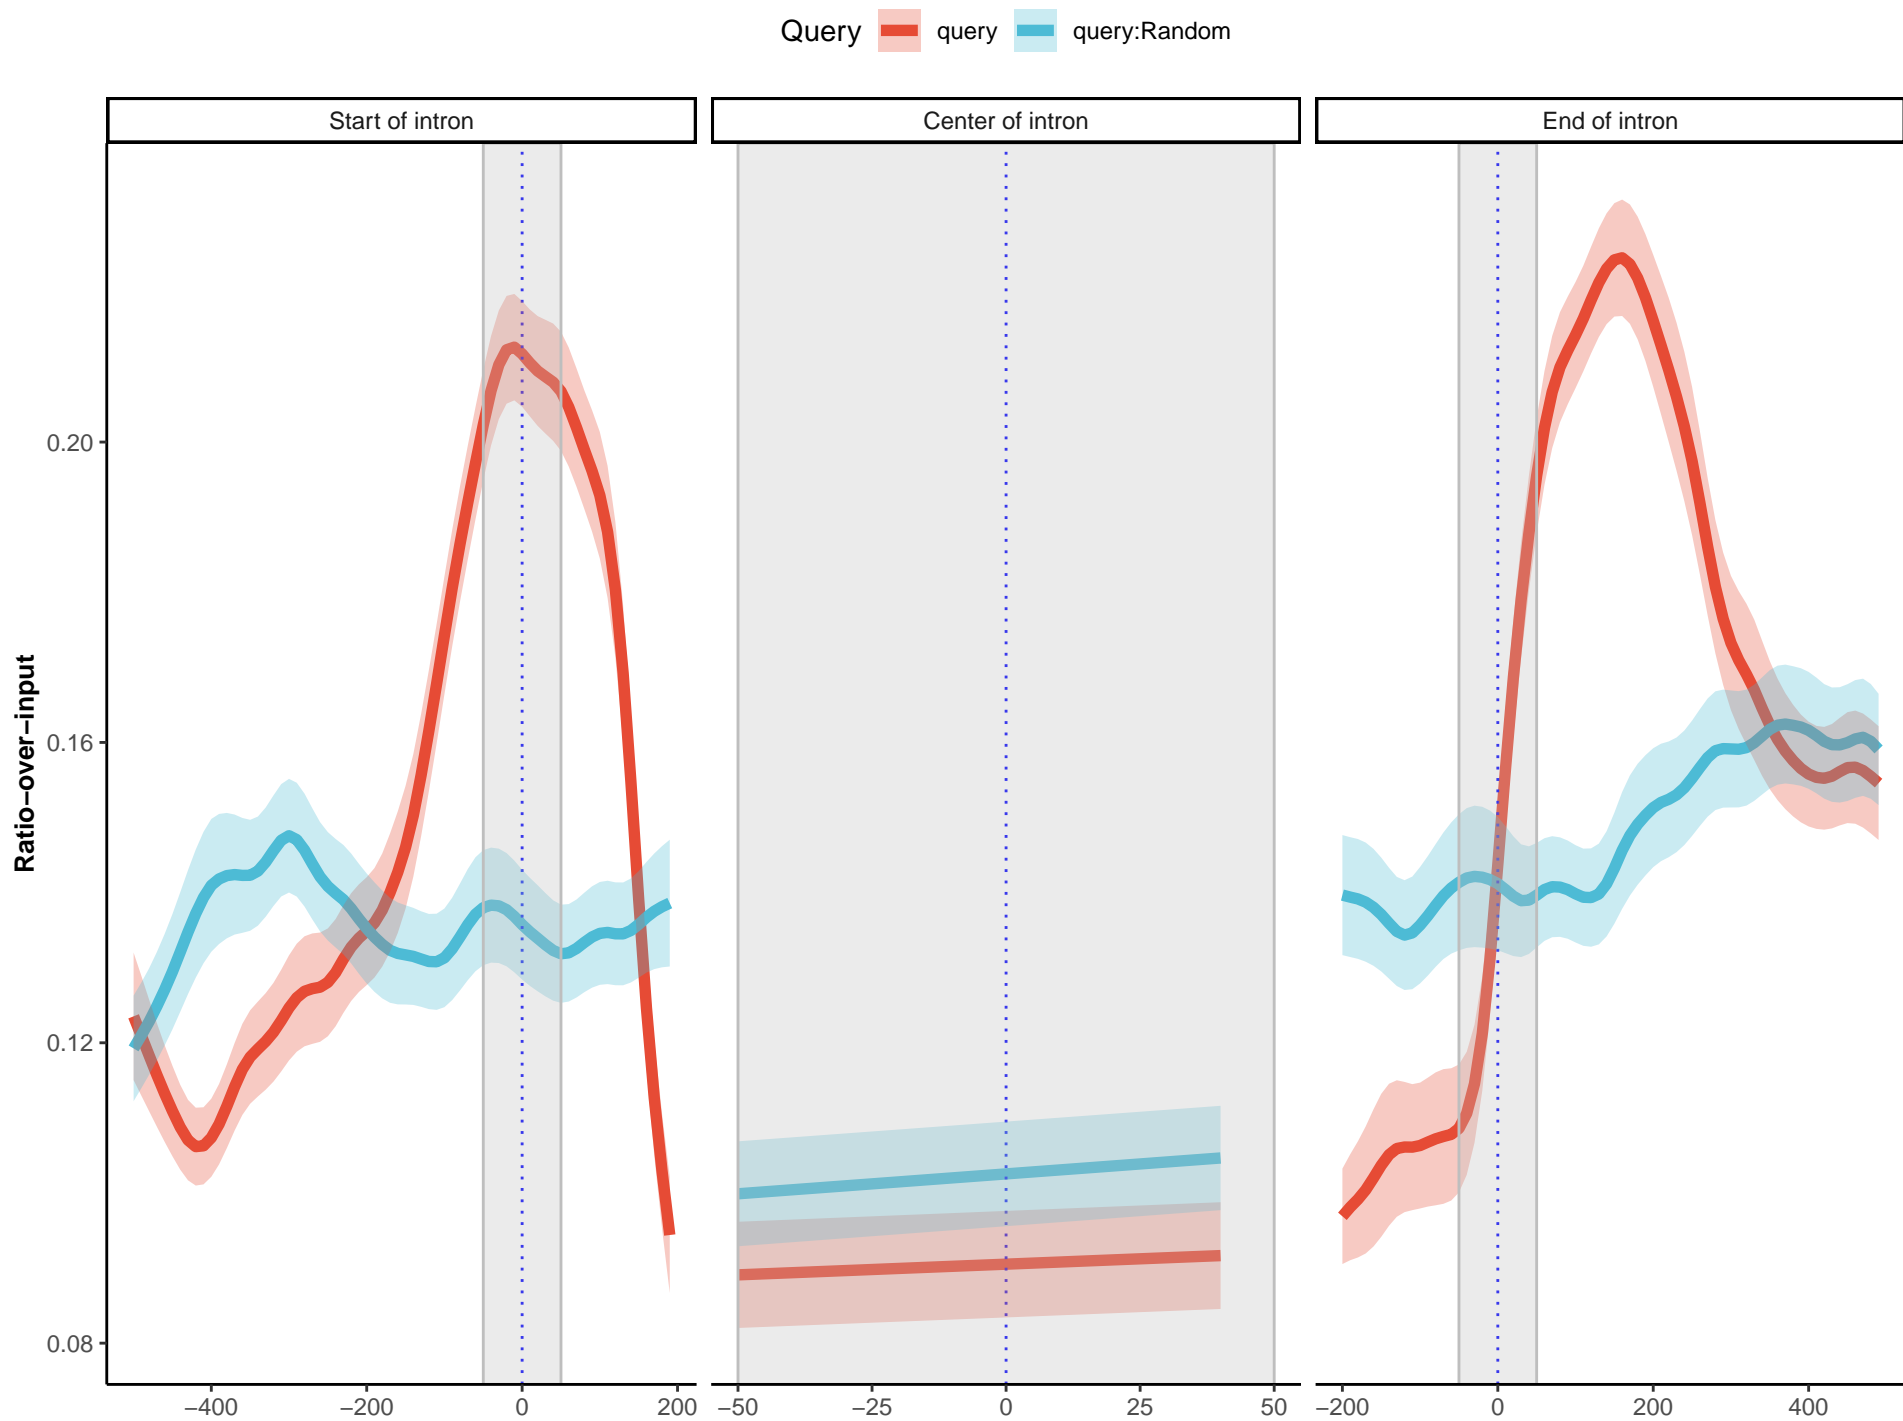 Query query query:Random
Start of intron Center of intron End of intron
Ratio−over−input
0.20
0.16
0.12
0.08
−400 −200 0 200 −50 −25 0 25 50 −200 0 200 400